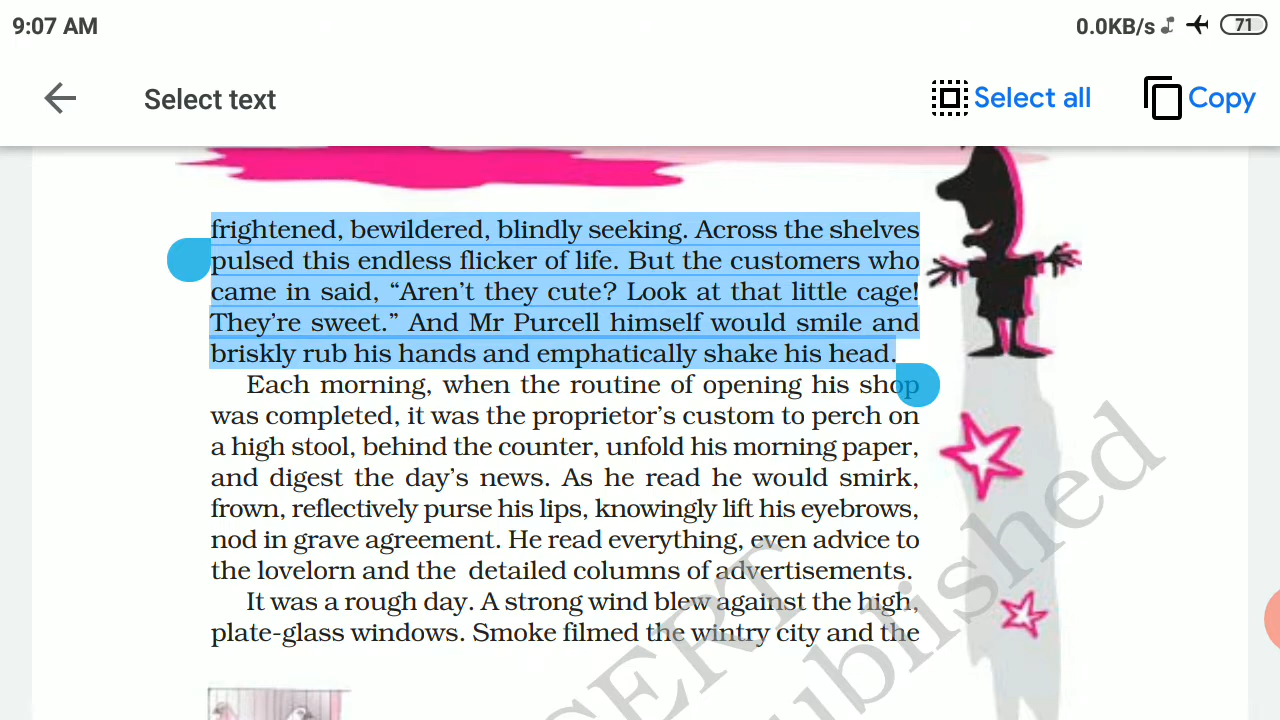 9:07 AM
0.0KB/s
71
Select text
Select all
Copy
frightened, bewildered, blindly seeking. Across the shelves
pulsed this endless flicker of life. But the customers who
came in said, “Aren’t they cute? Look at that little cage!
They’re sweet.” And Mr Purcell himself would smile and
briskly rub his hands and emphatically shake his head.
Each morning, when the routine of opening his shop
was completed, it was the proprietor’s custom to perch on
a high stool, behind the counter, unfold his morning paper,
and digest the day’s news. As he read he would smirk,
frown, reflectively purse his lips, knowingly lift his eyebrows,
nod in grave agreement. He read everything, even advice to
the lovelorn and the detailed columns of advertisements.
It was a rough day. A strong wind blew against the high,
plate-glass windows. Smoke filmed the wintry city and the